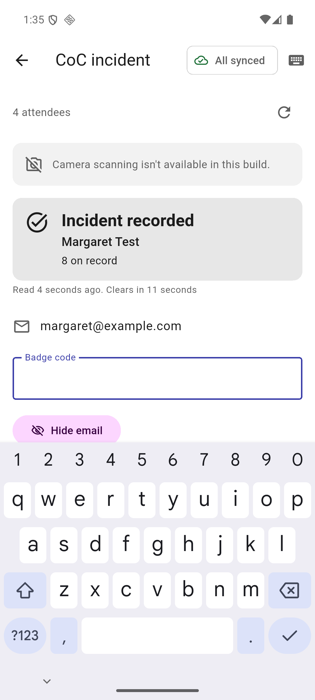 1:35
CoC incident
All synced
4 attendees
Camera scanning isn't available in this build.
Incident recorded
Margaret Test
8 on record
Read 4 seconds ago. Clears in 11 seconds
margaret@example.com
Badge code
Hide email
1 2 3 4 5 6 7 8 9 0
q w e r t y u i o p
a s d f g h j k l
z x c v b n m
?123 , .